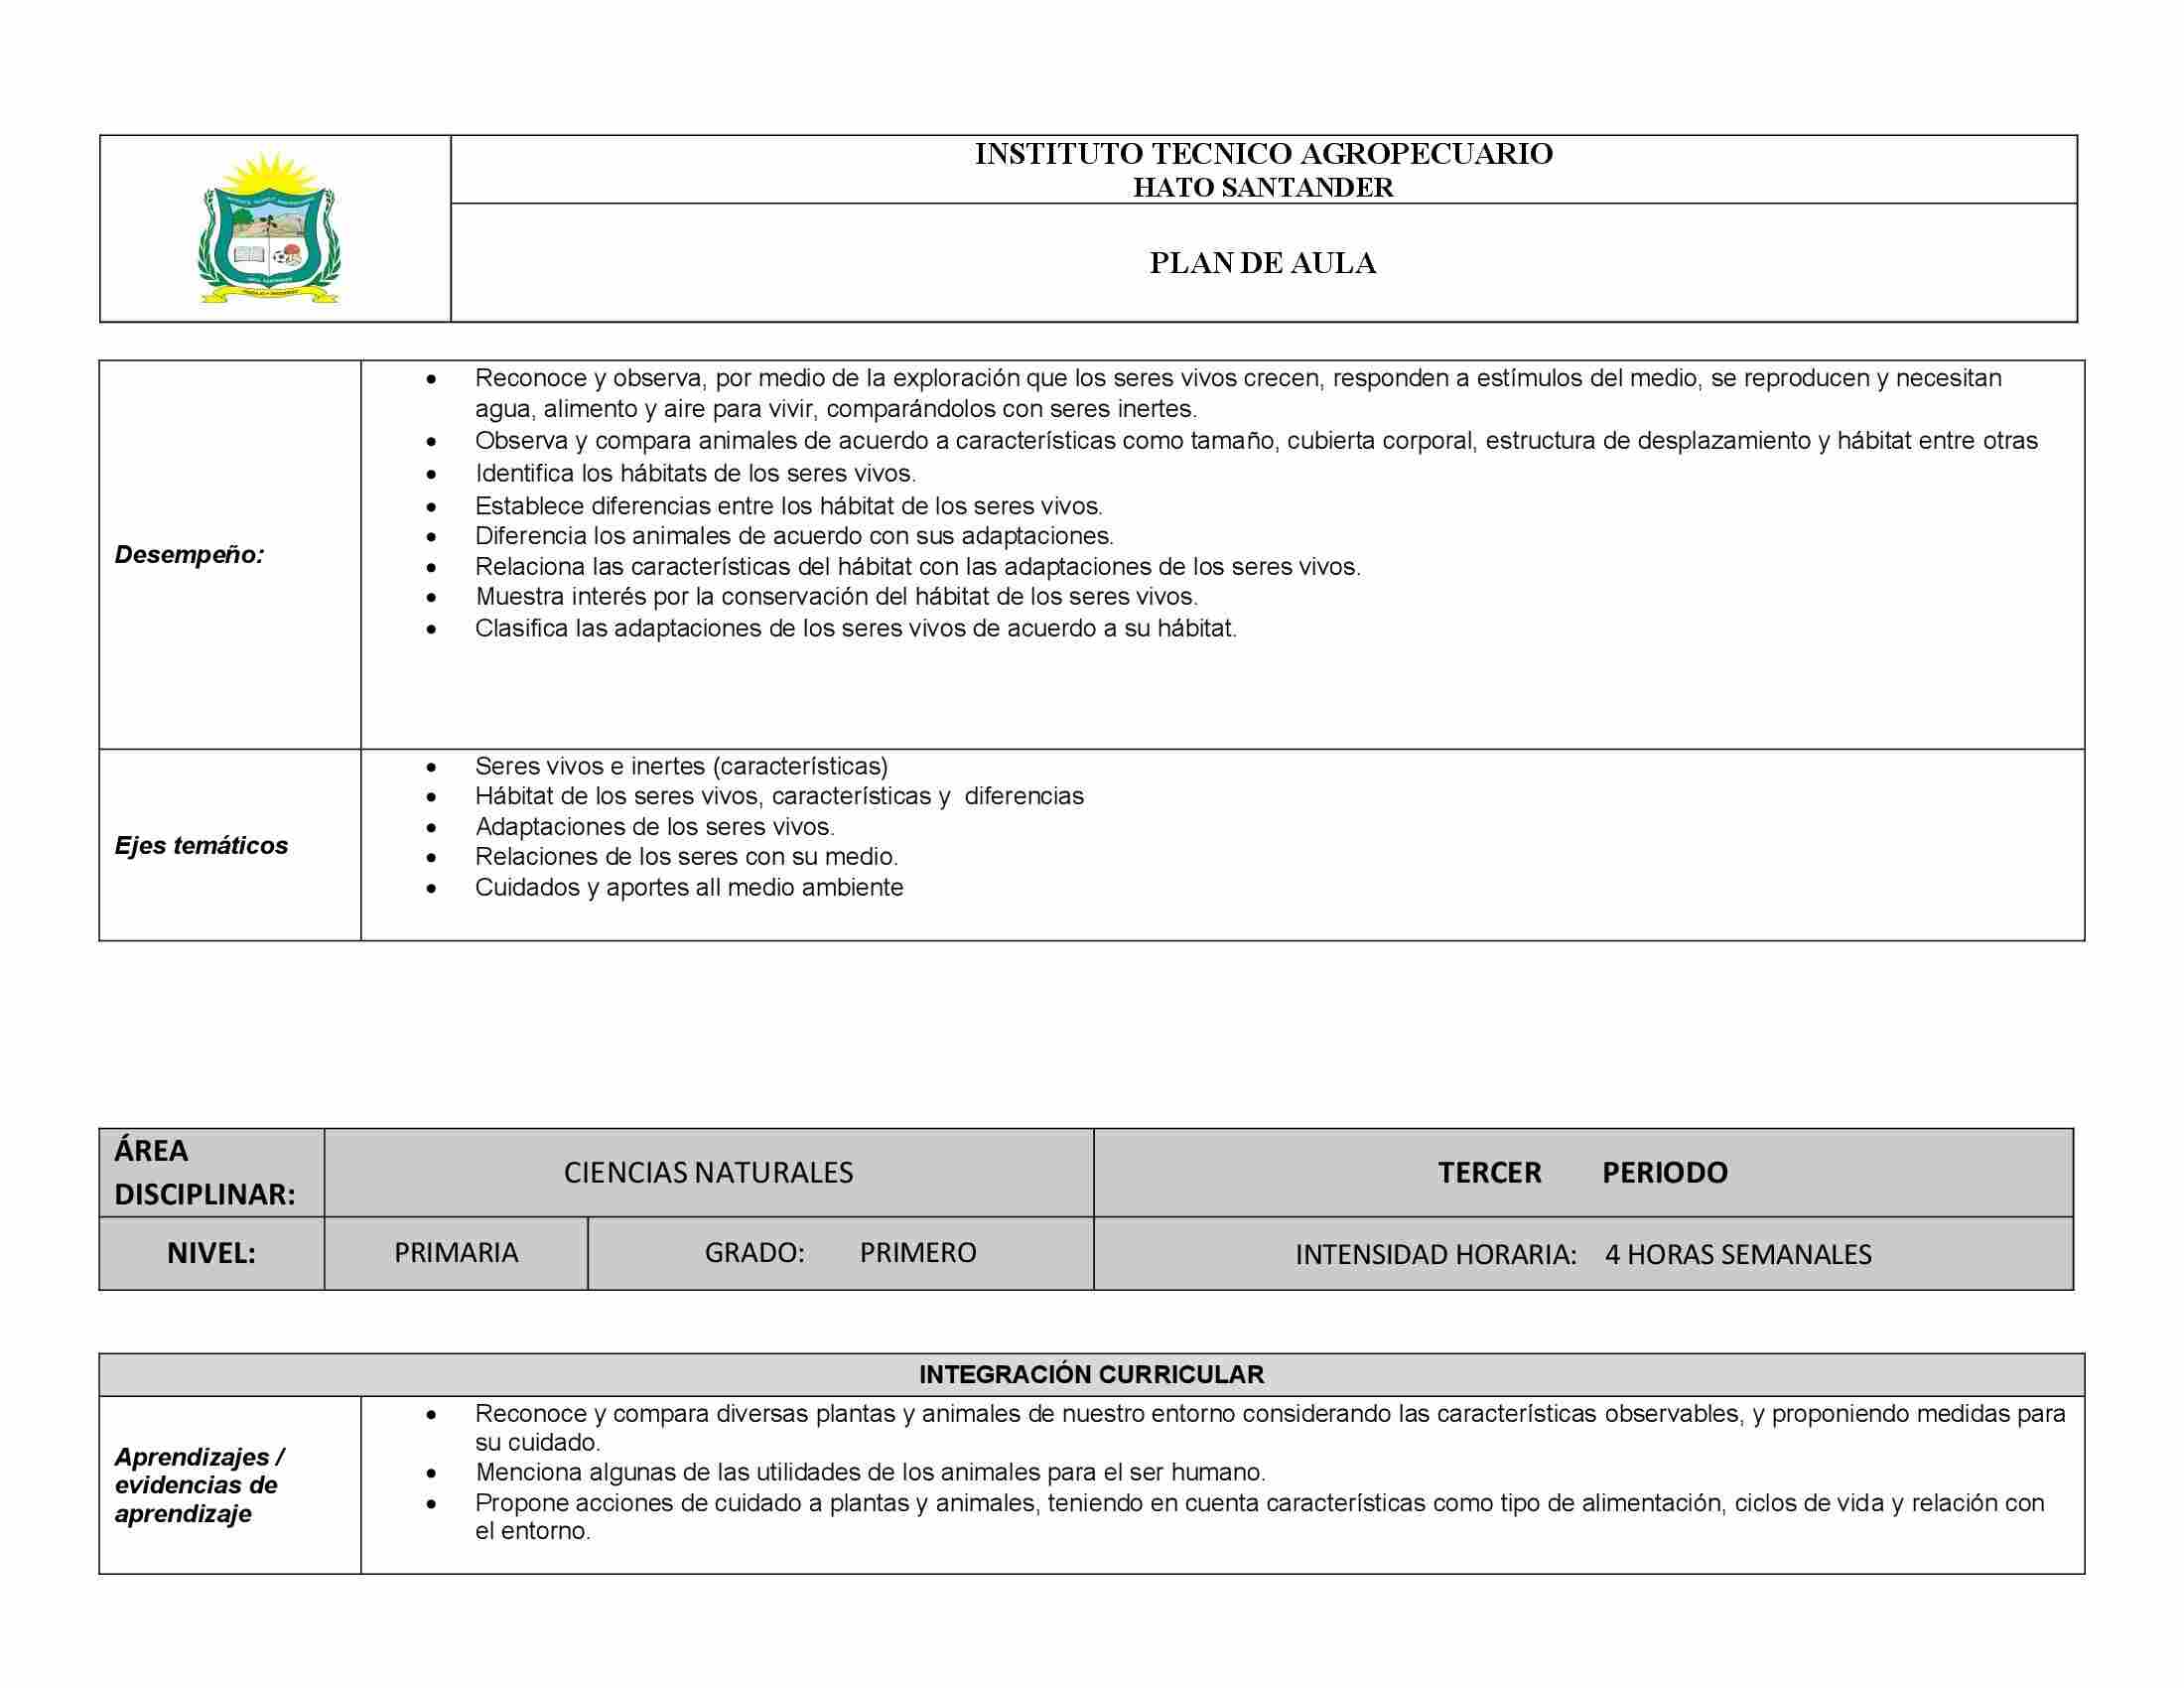 INSTITUTO TECNICO AGROPECUARIO
HATO SANTANDER
PLAN DE AULA
Desempeño:
• Reconoce y observa, por medio de la exploración que los seres vivos crecen, responden a estímulos del medio, se reproducen y necesitan
agua, alimento y aire para vivir, comparándolos con seres inertes.
• Observa y compara animales de acuerdo a características como tamaño, cubierta corporal, estructura de desplazamiento y hábitat entre otras
• Identifica los hábitats de los seres vivos.
• Establece diferencias entre los hábitat de los seres vivos.
• Diferencia los animales de acuerdo con sus adaptaciones.
• Relaciona las características del hábitat con las adaptaciones de los seres vivos.
• Muestra interés por la conservación del hábitat de los seres vivos.
• Clasifica las adaptaciones de los seres vivos de acuerdo a su hábitat.
Ejes temáticos
• Seres vivos e inertes (características)
• Hábitat de los seres vivos, características y diferencias
• Adaptaciones de los seres vivos.
• Relaciones de los seres con su medio.
• Cuidados y aportes all medio ambiente
ÁREA
DISCIPLINAR:
CIENCIAS NATURALES
TERCER PERIODO
NIVEL:
PRIMARIA
GRADO: PRIMERO
INTENSIDAD HORARIA: 4 HORAS SEMANALES
INTEGRACIÓN CURRICULAR
Aprendizajes /
evidencias de
aprendizaje
• Reconoce y compara diversas plantas y animales de nuestro entorno considerando las características observables, y proponiendo medidas para
su cuidado.
• Menciona algunas de las utilidades de los animales para el ser humano.
• Propone acciones de cuidado a plantas y animales, teniendo en cuenta características como tipo de alimentación, ciclos de vida y relación con
el entorno.